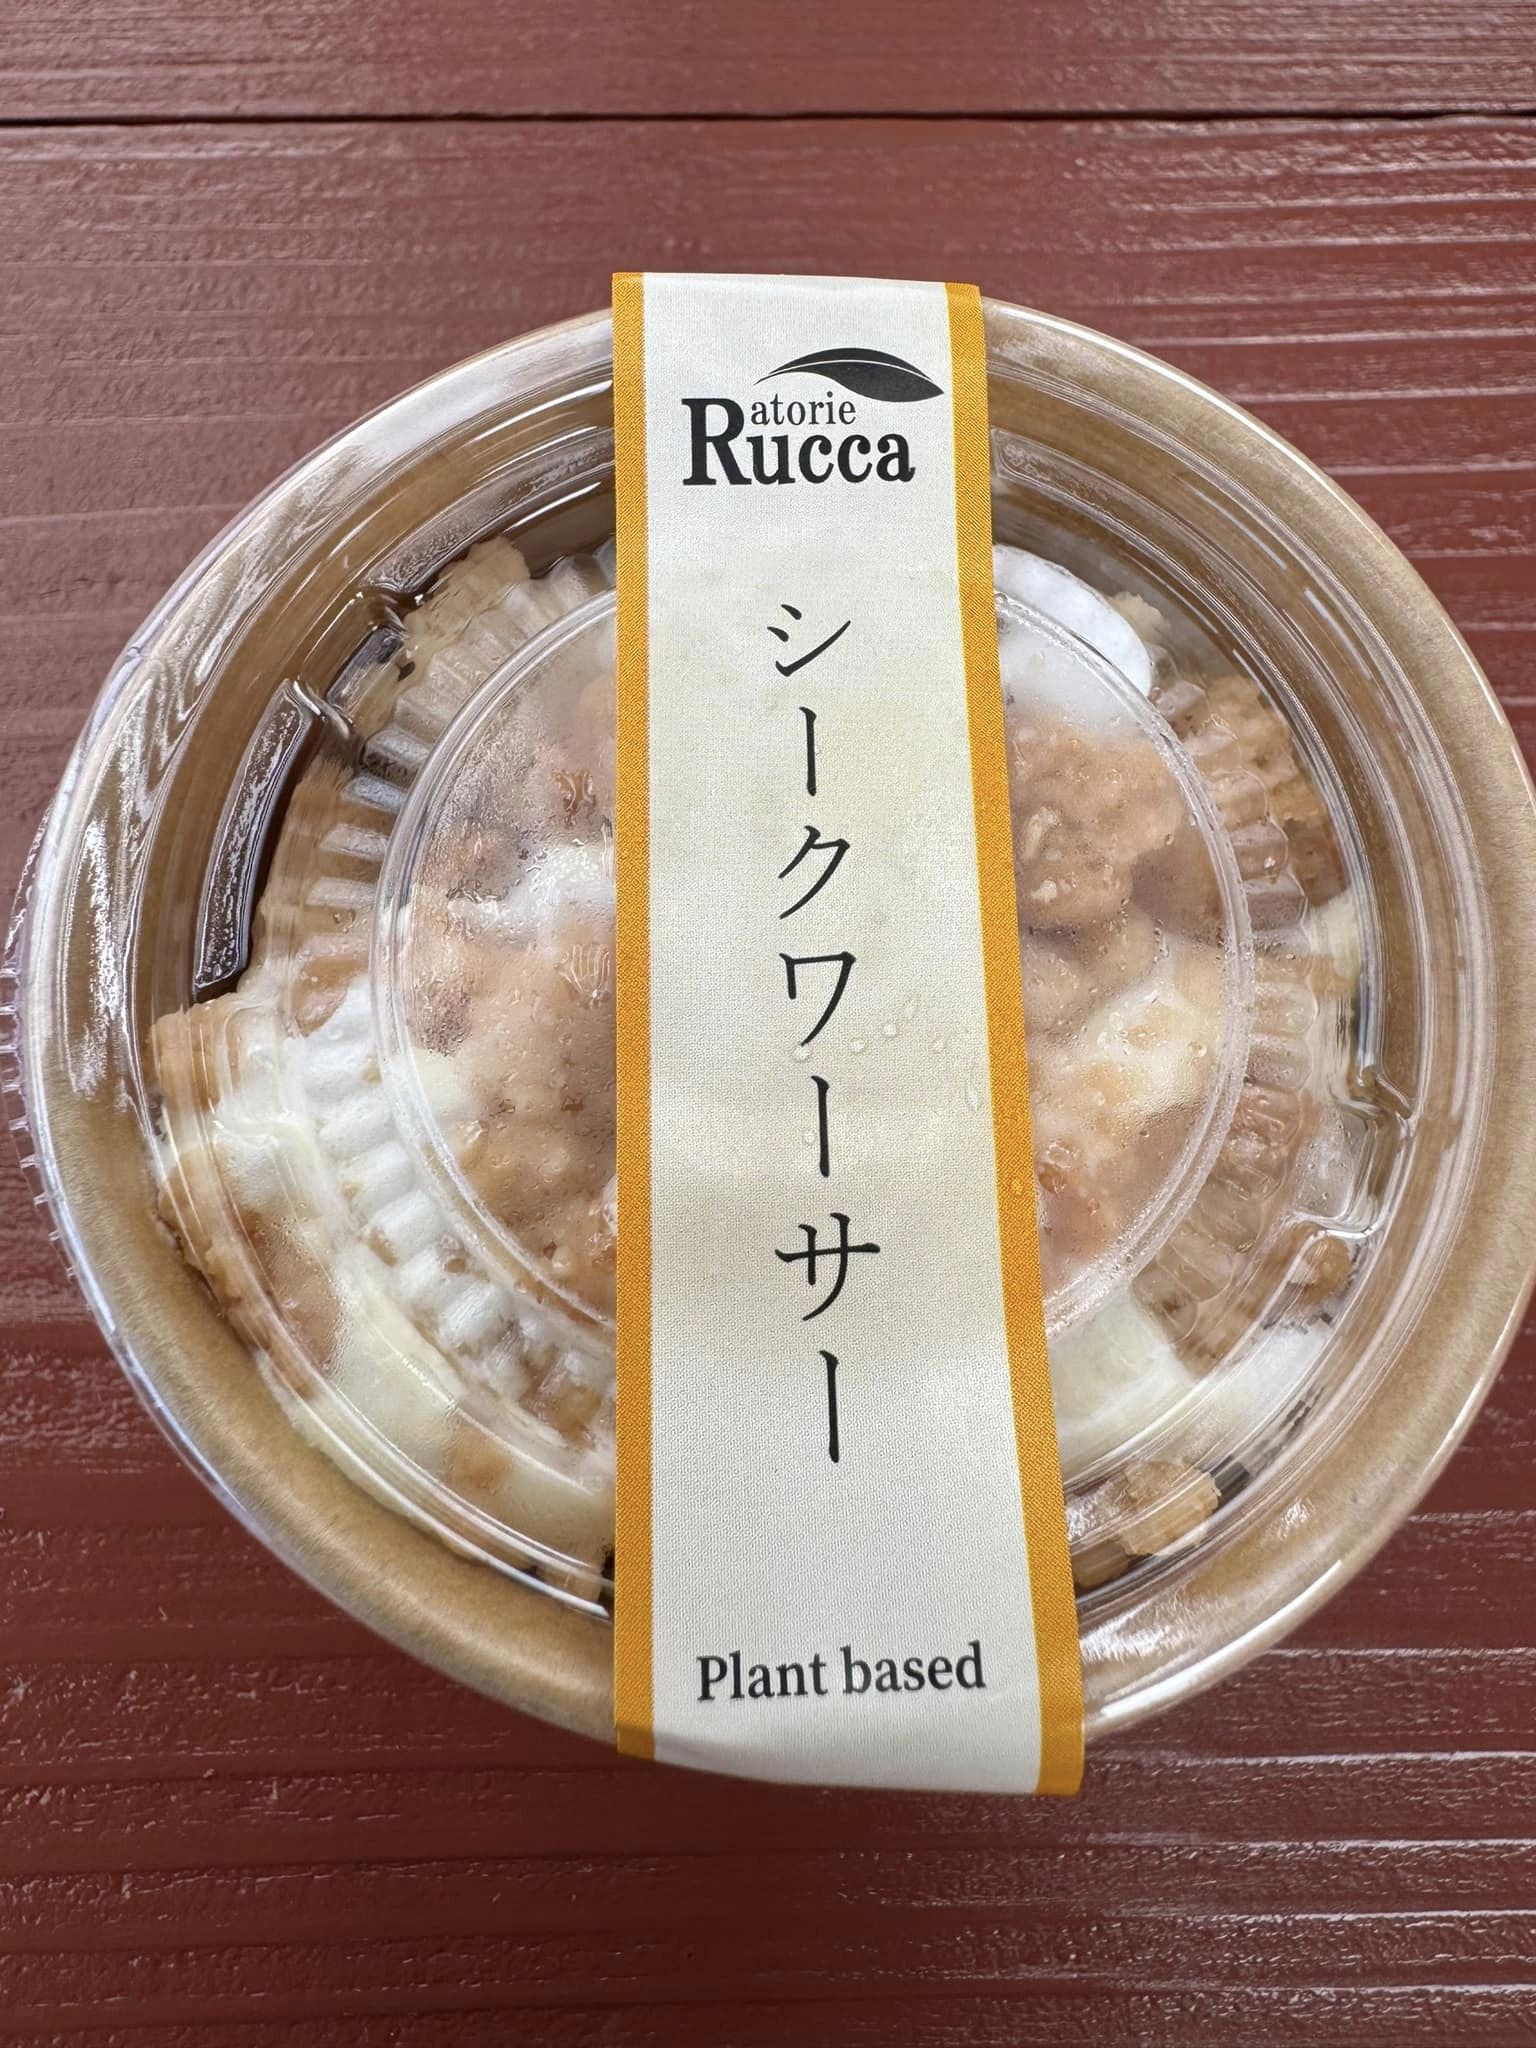 atorie
Rucca
シークワーサー
Plant based